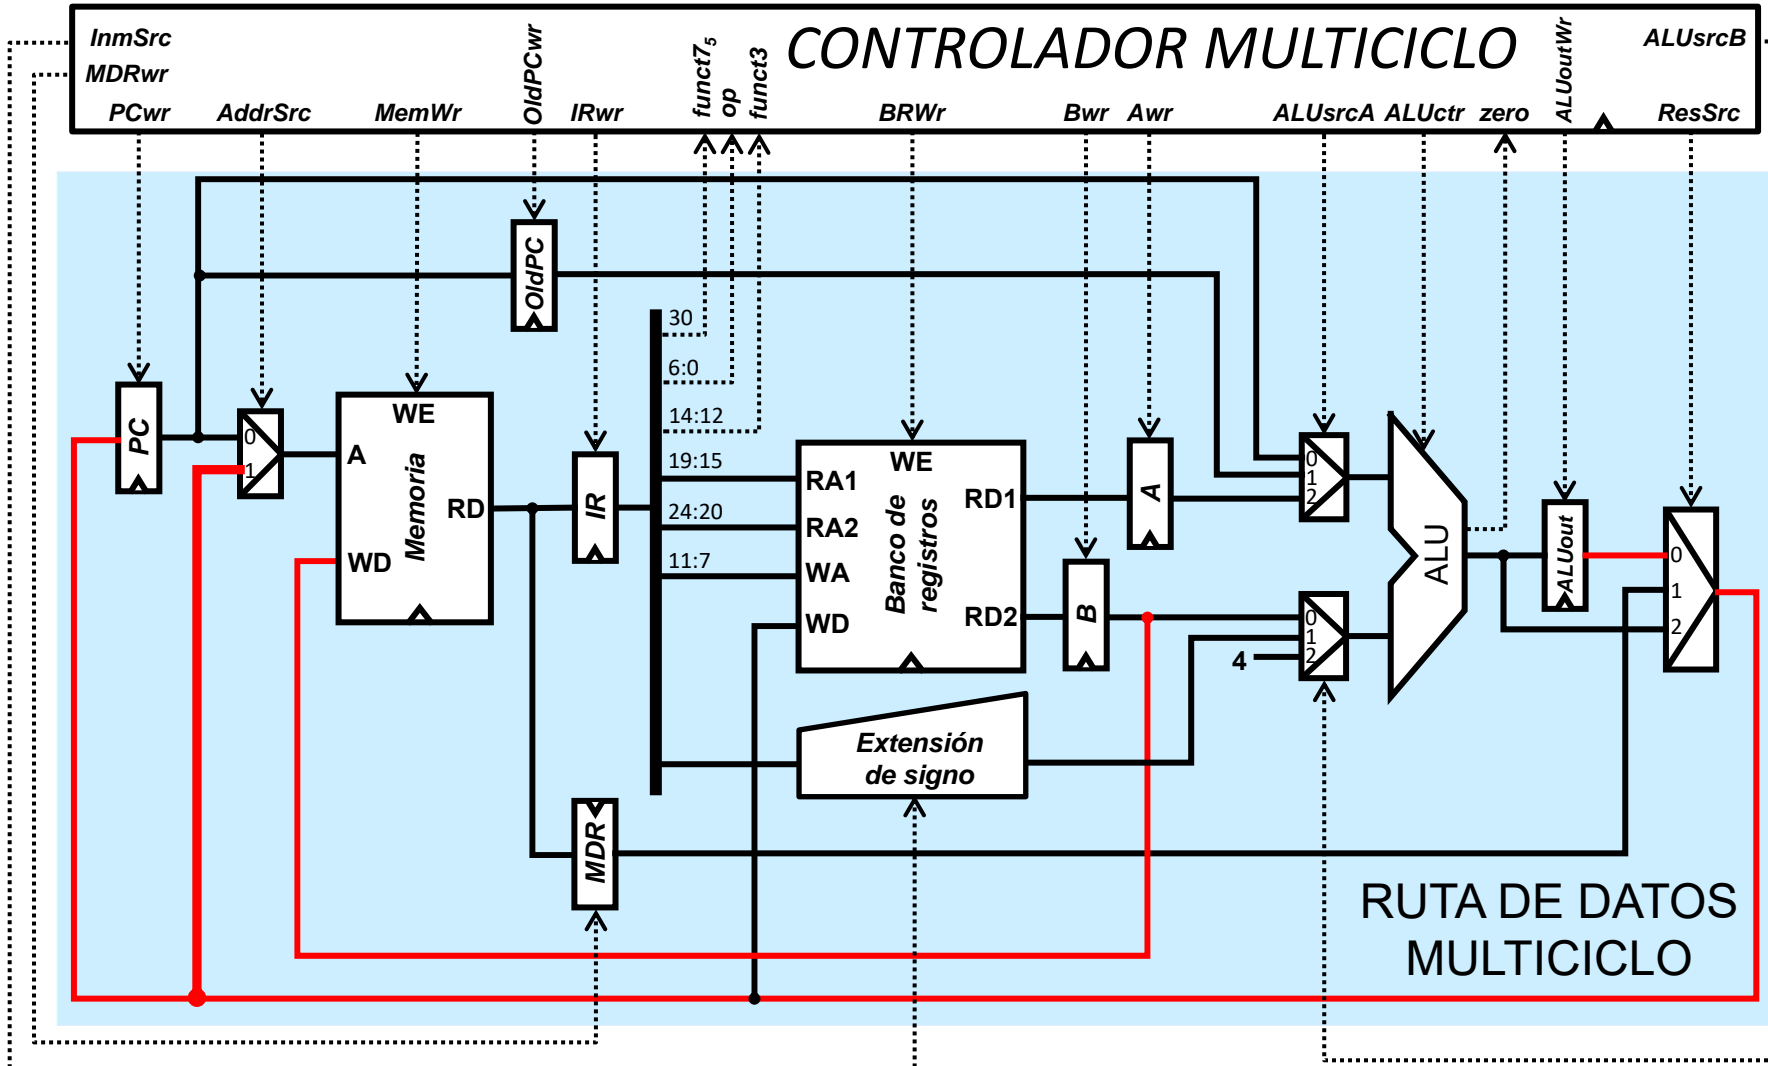 InmSrc
MDRwr
PCwr
AddrSrc
MemWr
OldPCwr
IRwr
funct7₅
op
funct3
CONTROLADOR MULTICICLO
BRWr
Bwr
Awr
ALUsrcA
ALUctr
zero
ALUoutWr
ALUsrcB
ResSrc
OldPC
30
6:0
14:12
19:15
24:20
11:7
PC
0
1
WE
A
RD
WD
Memoria
IR
WE
RA1
RA2
WA
WD
RD1
RD2
Banco de
registros
A
B
0
1
2
0
1
2
4
ALU
ALUout
0
1
2
Extensión
de signo
MDR
RUTA DE DATOS
MULTICICLO